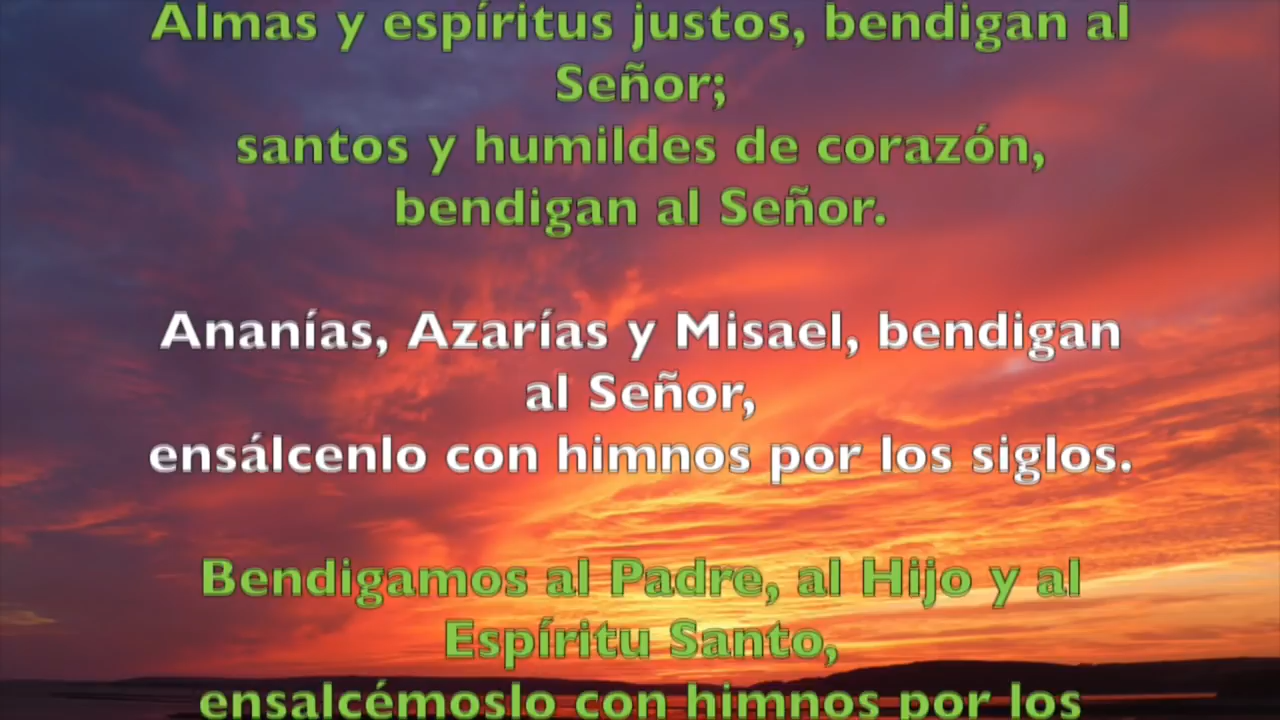 Almas y espíritus justos, bendigan al
Señor;
santos y humildes de corazón,
bendigan al Señor.
Ananías, Azarías y Misael, bendigan
al Señor,
ensálcenlo con himnos por los siglos.
Bendigamos al Padre, al Hijo y al
Espíritu Santo,
ensalcémoslo con himnos por los